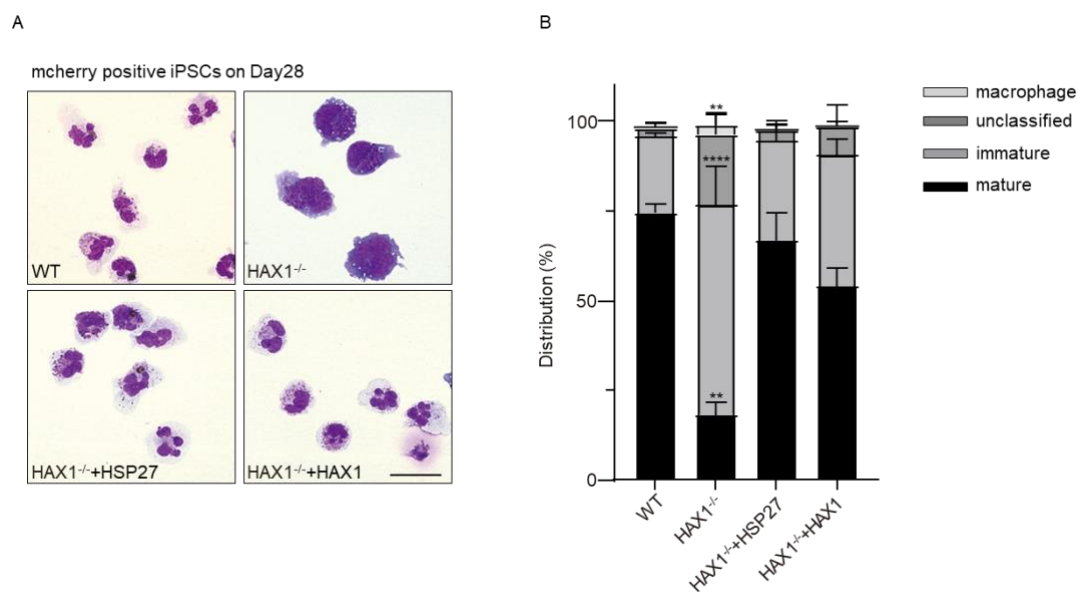 A
mcherry positive iPSCs on Day28
WT
HAX1-/-
HAX1-/-+HSP27
HAX1-/-+HAX1
B
Distribution (%)
100
50
0
**
****
**
WT
HAX1-/-
HAX1-/-+HSP27
HAX1-/-+HAX1
macrophage
unclassified
immature
mature